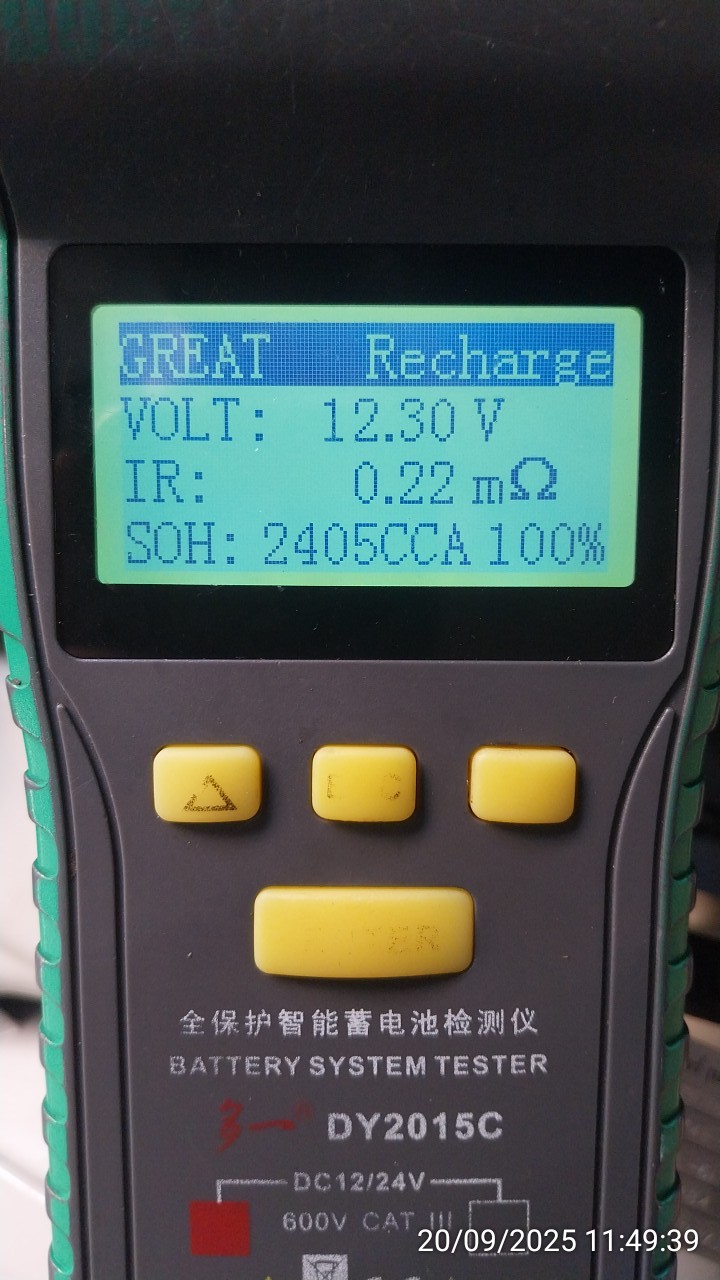 GREAT Recharge
VOLT: 12.30 V
IR: 0.22 mΩ
SOH: 2405CCA 100%
全保护智能蓄电池检测仪
BATTERY SYSTEM TESTER
多一 DY2015C
DC12/24V
600V CAT III
20/09/2025 11:49:39